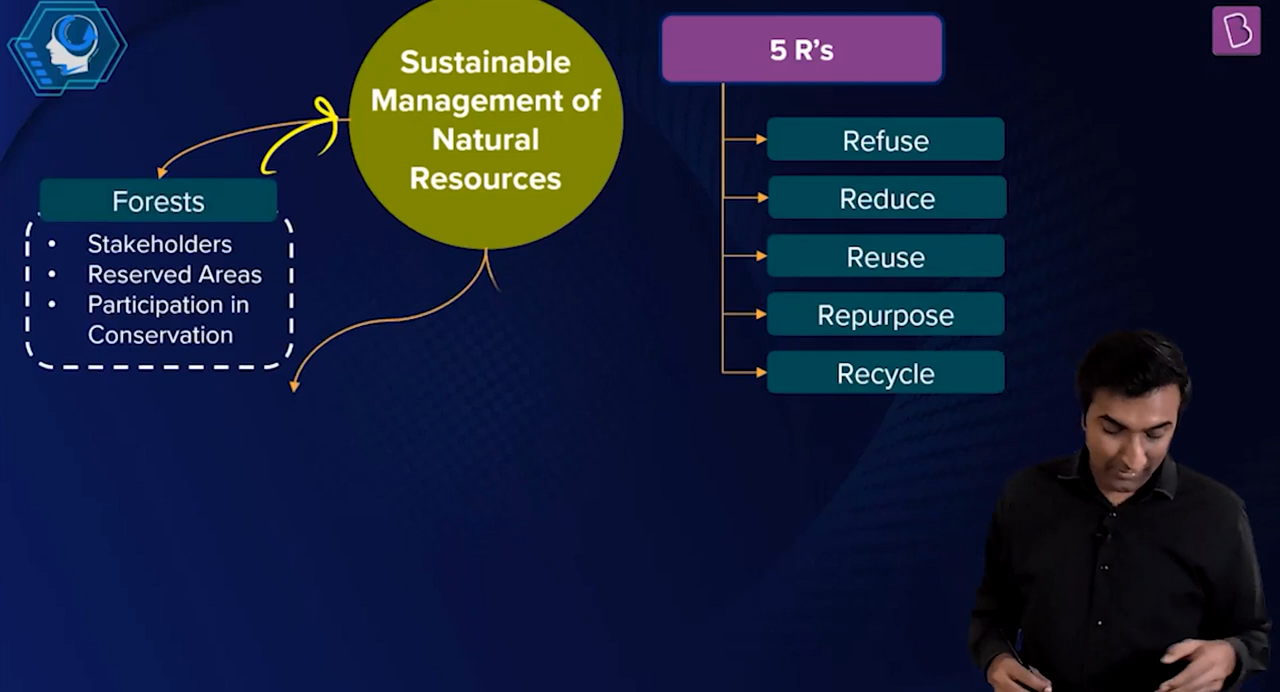 Sustainable
Management of
Natural
Resources
Forests
• Stakeholders
• Reserved Areas
• Participation in
Conservation
5 R's
Refuse
Reduce
Reuse
Repurpose
Recycle
B